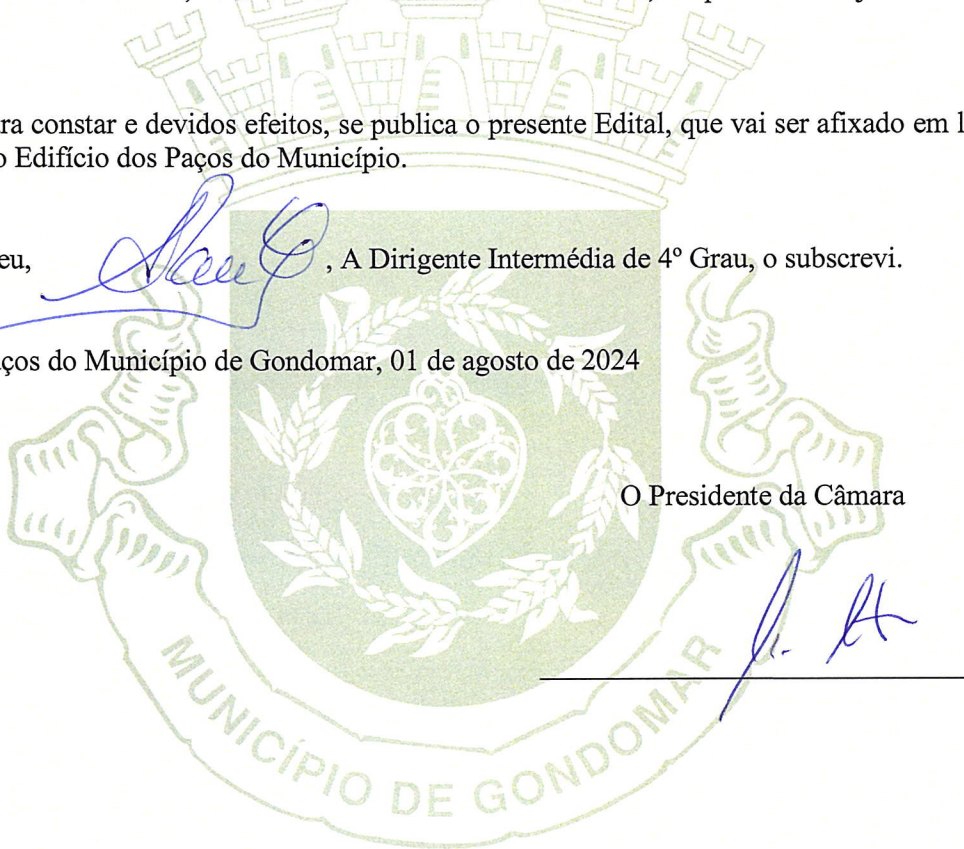 ra constar e devidos efeitos, se publica o presente Edital, que vai ser afixado em l
o Edifício dos Paços do Município.
eu,
, A Dirigente Intermédia de 4º Grau, o subscrevi.
ços do Município de Gondomar, 01 de agosto de 2024
O Presidente da Câmara
MUNICÍPIO DE GONDOMAR